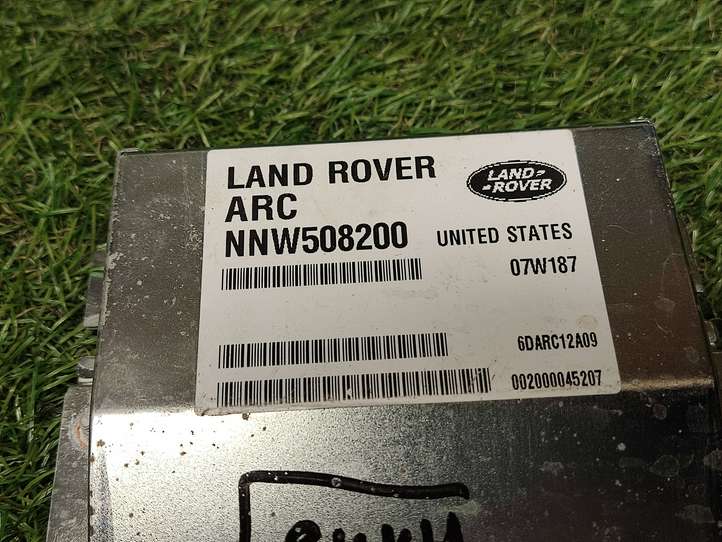 LAND ROVER
LAND-
-ROVER
ARC
NNW508200
UNITED STATES
07W187
6DARC12A09
002000045207